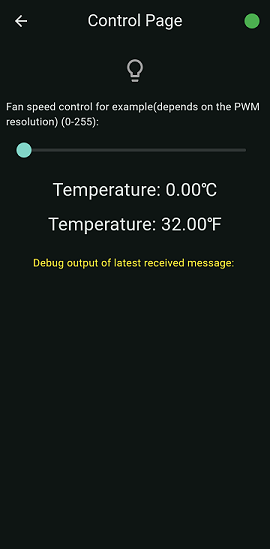 Control Page
Fan speed control for example(depends on the PWM
resolution) (0-255):
Temperature: 0.00℃
Temperature: 32.00℉
Debug output of latest received message: